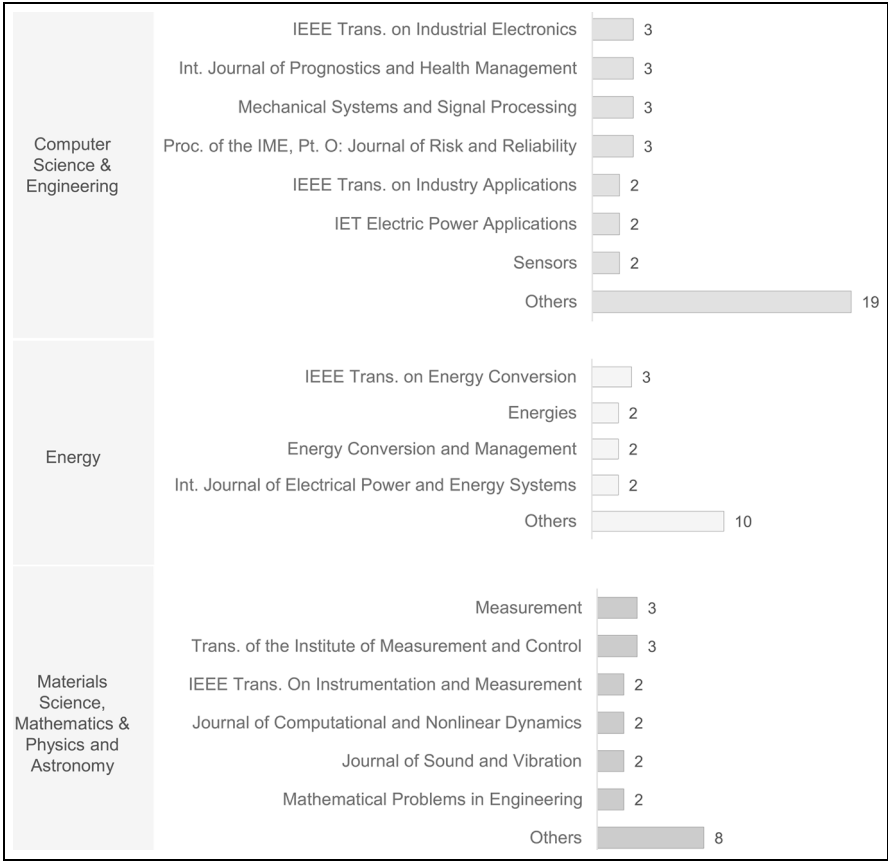 Computer
Science &
Engineering
IEEE Trans. on Industrial Electronics 3
Int. Journal of Prognostics and Health Management 3
Mechanical Systems and Signal Processing 3
Proc. of the IME, Pt. O: Journal of Risk and Reliability 3
IEEE Trans. on Industry Applications 2
IET Electric Power Applications 2
Sensors 2
Others 19
Energy
IEEE Trans. on Energy Conversion 3
Energies 2
Energy Conversion and Management 2
Int. Journal of Electrical Power and Energy Systems 2
Others 10
Materials
Science,
Mathematics &
Physics and
Astronomy
Measurement 3
Trans. of the Institute of Measurement and Control 3
IEEE Trans. On Instrumentation and Measurement 2
Journal of Computational and Nonlinear Dynamics 2
Journal of Sound and Vibration 2
Mathematical Problems in Engineering 2
Others 8